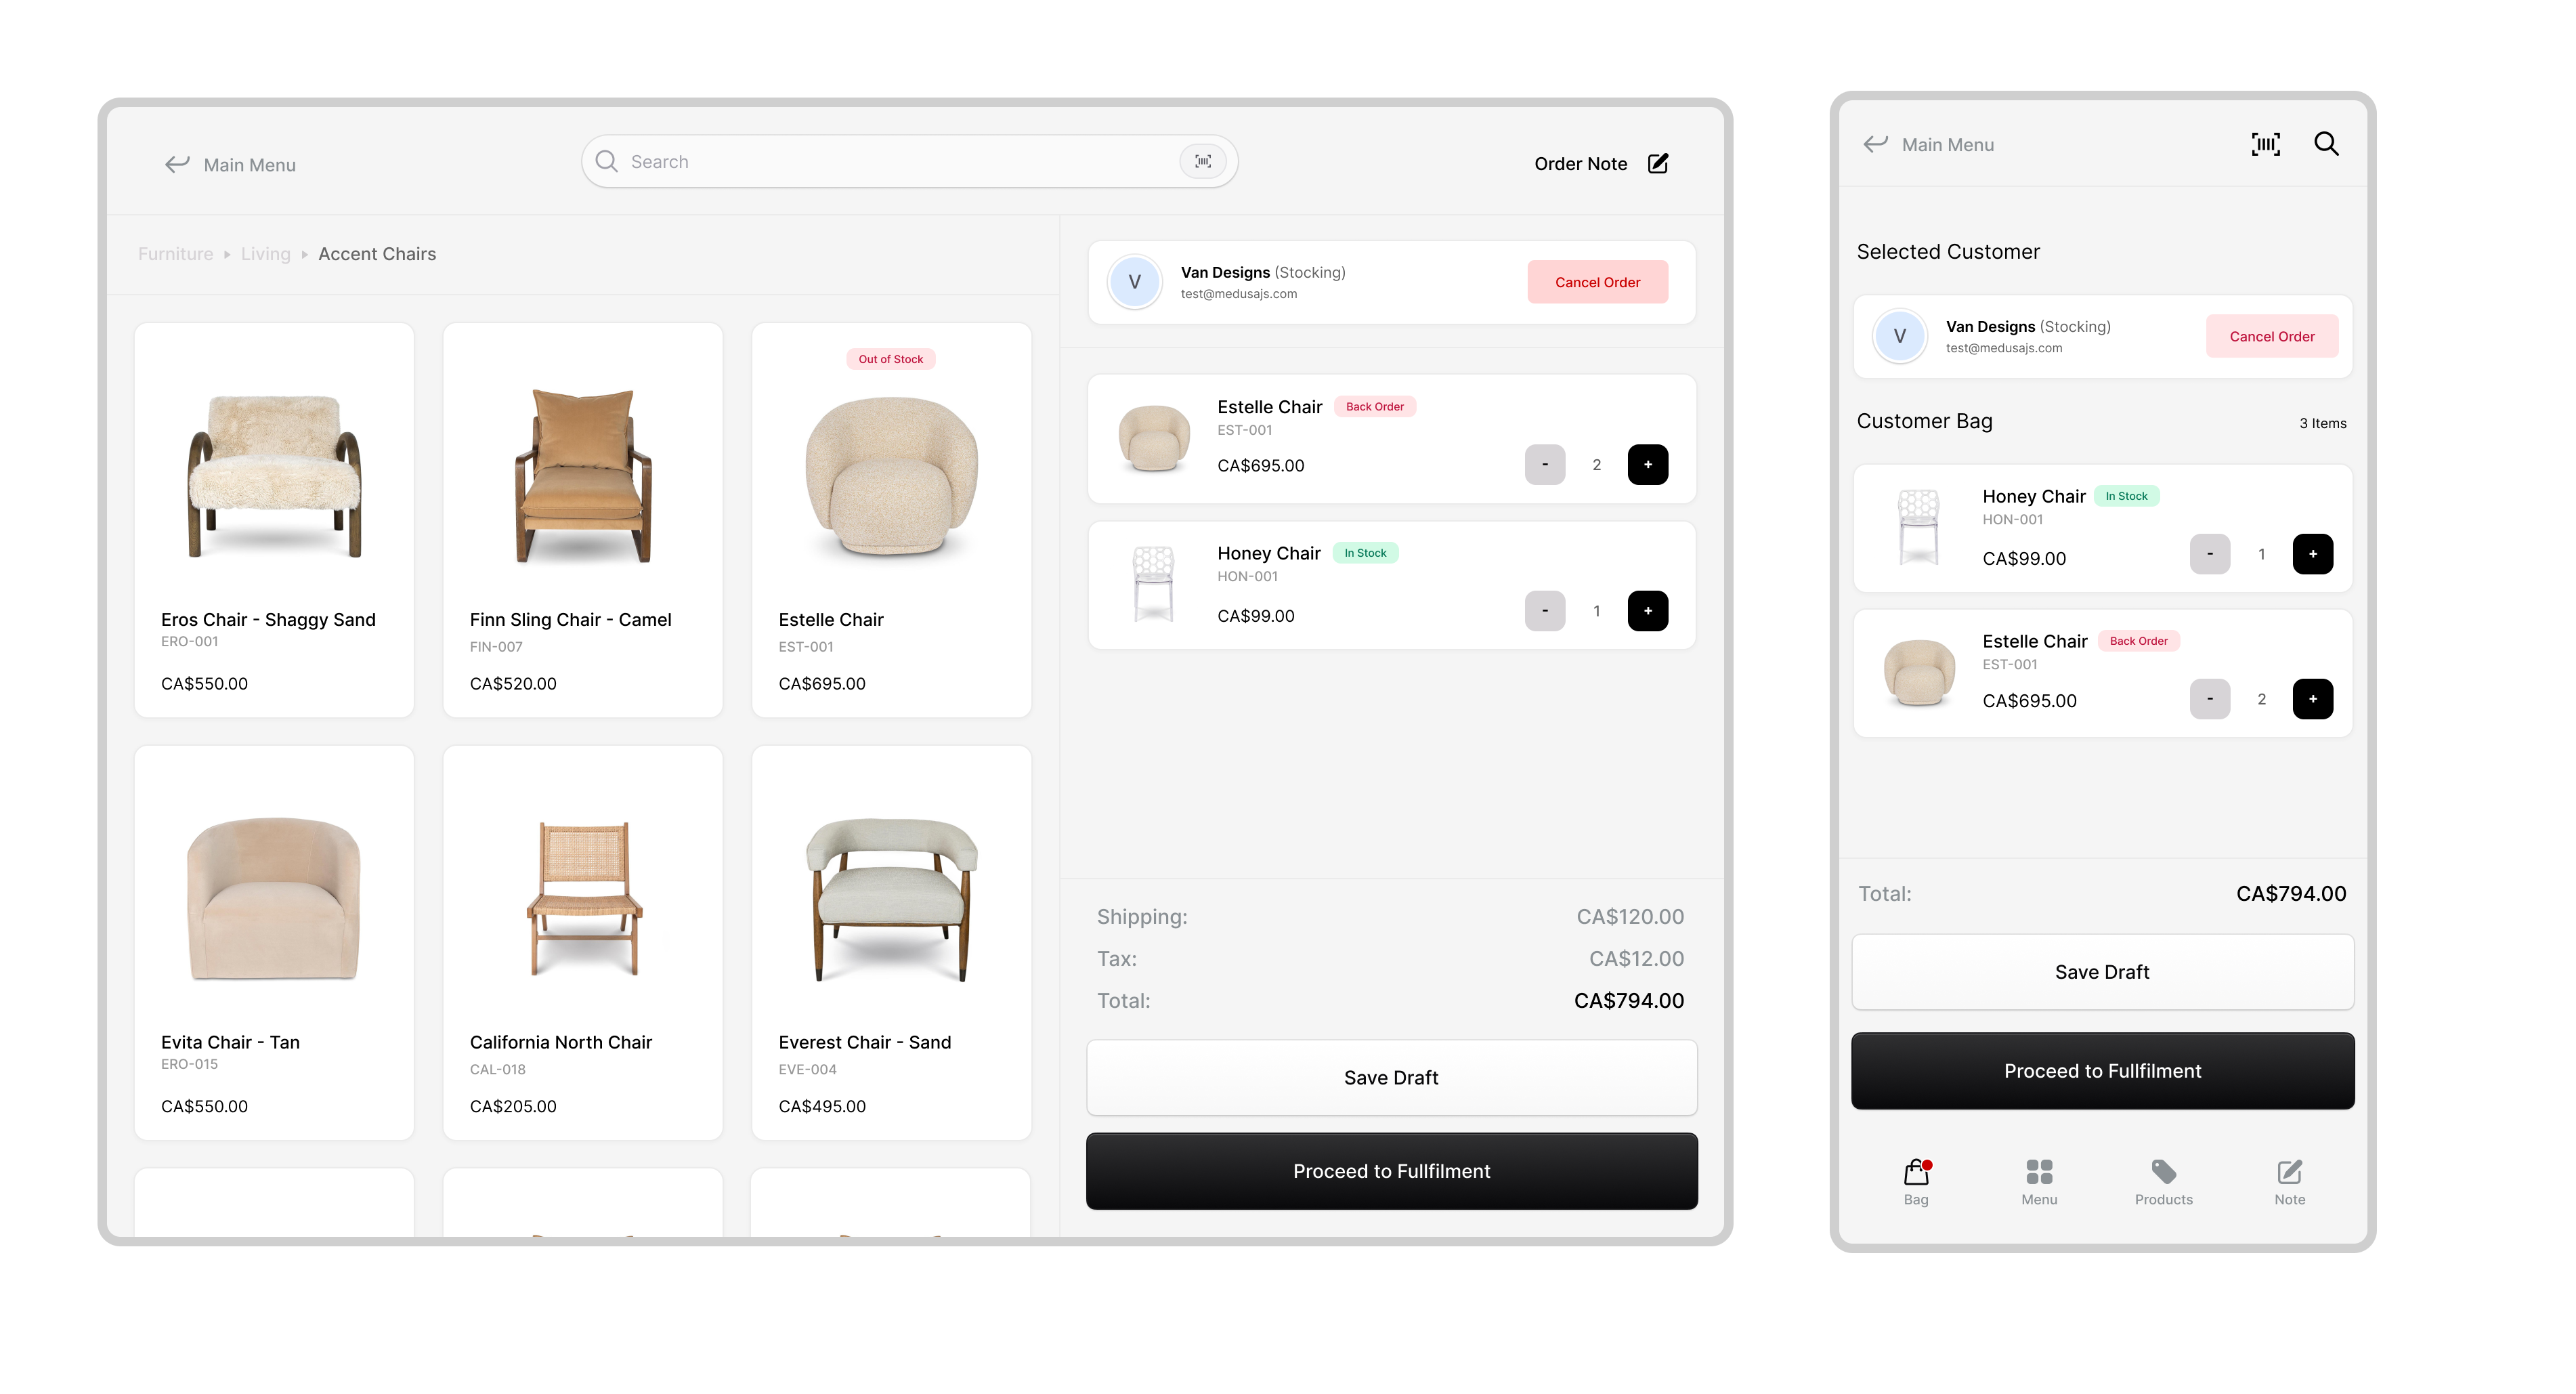 Main Menu
Search
Order Note
Furniture ▸ Living ▸ Accent Chairs
Eros Chair - Shaggy Sand
ERO-001
CA$550.00
Finn Sling Chair - Camel
FIN-007
CA$520.00
Out of Stock
Estelle Chair
EST-001
CA$695.00
Evita Chair - Tan
ERO-015
CA$550.00
California North Chair
CAL-018
CA$205.00
Everest Chair - Sand
EVE-004
CA$495.00
V
Van Designs (Stocking)
test@medusajs.com
Cancel Order
Estelle Chair Back Order
EST-001
CA$695.00
- 2 +
Honey Chair In Stock
HON-001
CA$99.00
- 1 +
Shipping: CA$120.00
Tax: CA$12.00
Total: CA$794.00
Save Draft
Proceed to Fullfilment
Main Menu
Selected Customer
V
Van Designs (Stocking)
test@medusajs.com
Cancel Order
Customer Bag 3 Items
Honey Chair In Stock
HON-001
CA$99.00
- 1 +
Estelle Chair Back Order
EST-001
CA$695.00
- 2 +
Total: CA$794.00
Save Draft
Proceed to Fullfilment
Bag Menu Products Note